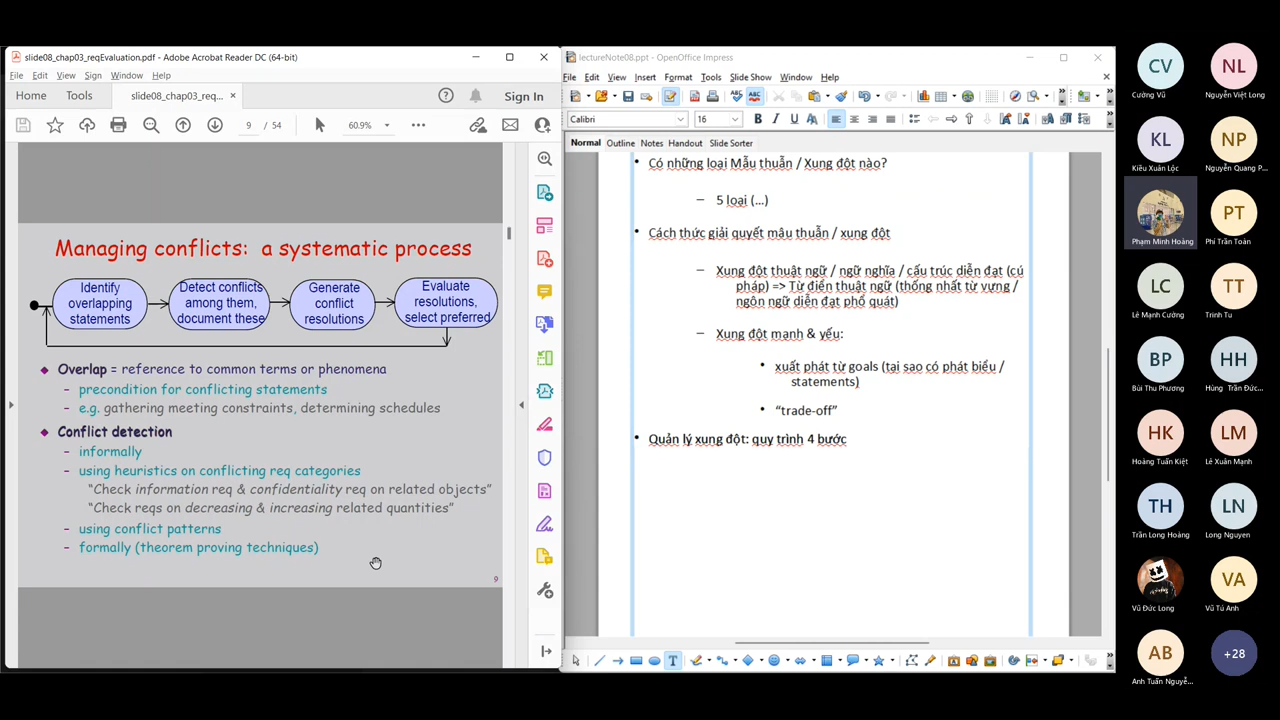 slide08_chap03_reqEvaluation.pdf - Adobe Acrobat Reader DC (64-bit)
File Edit View Sign Window Help
Home Tools slide08_chap03_req... × Sign In
9 / 54 60.9%
Managing conflicts: a systematic process
Identify overlapping statements
Detect conflicts among them, document these
Generate conflict resolutions
Evaluate resolutions, select preferred
Overlap = reference to common terms or phenomena
– precondition for conflicting statements
– e.g. gathering meeting constraints, determining schedules
Conflict detection
– informally
– using heuristics on conflicting req categories
“Check information req & confidentiality req on related objects”
“Check reqs on decreasing & increasing related quantities”
– using conflict patterns
– formally (theorem proving techniques)
9
lectureNote08.ppt - OpenOffice Impress
File Edit View Insert Format Tools Slide Show Window Help
Calibri 16
Normal Outline Notes Handout Slide Sorter
• Có những loại Mẫu thuẫn / Xung đột nào?
– 5 loại (...)
• Cách thức giải quyết mâu thuẫn / xung đột
– Xung đột thuật ngữ / ngữ nghĩa / cấu trúc diễn đạt (cú
pháp) => Từ điển thuật ngữ (thống nhất từ vựng /
ngôn ngữ diễn đạt phổ quát)
– Xung đột mạnh & yếu:
• xuất phát từ goals (tại sao có phát biểu /
statements)
• “trade-off”
• Quản lý xung đột: quy trình 4 bước
CV
Cường Vũ
NL
Nguyễn Việt Long
KL
Kiều Xuân Lộc
NP
Nguyễn Quang P...
Phạm Minh Hoàng
PT
Phí Trần Toàn
LC
Lê Mạnh Cường
TT
Trinh Tu
BP
Bùi Thu Phương
HH
Hùng Trần Đức...
HK
Hoàng Tuấn Kiệt
LM
Lê Xuân Mạnh
TH
Trần Long Hoàng
LN
Long Nguyen
Vũ Đức Long
VA
Vũ Tú Anh
AB
Anh Tuấn Nguyễ...
+28